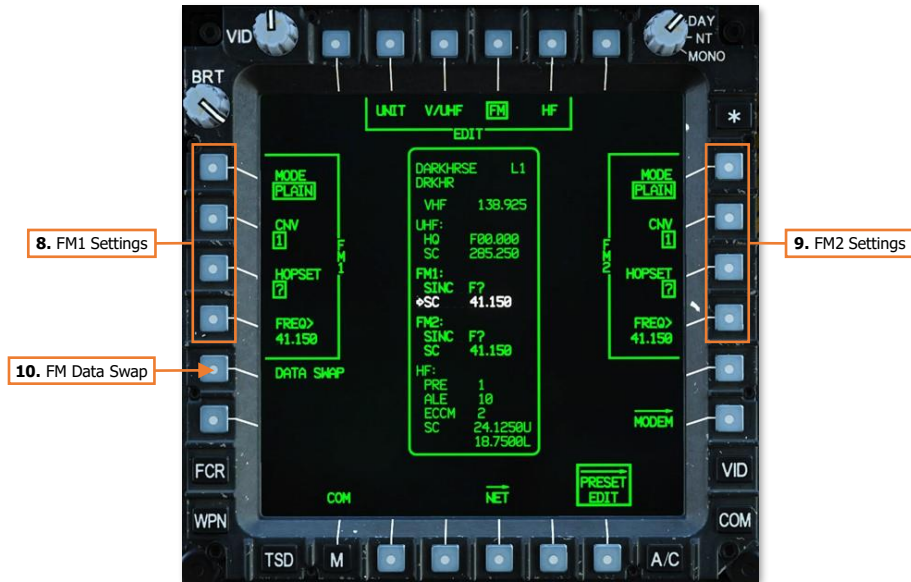 VID
DAY
NT
MONO
BRT
*
UNIT V/UHF FM HF
EDIT
MODE
PLAIN
CNV
1
HOPSET
?
FREQ>
41.150
FM1
DATA SWAP
DARKHRSE L1
DRKHR
VHF 138.925
UHF:
HQ F00.000
SC 285.250
FM1:
SINC F?
SC 41.150
FM2:
SINC F?
SC 41.150
HF:
PRE 1
ALE 10
ECCM 2
SC 24.1250U
18.7500L
FM2
MODE
PLAIN
CNV
1
HOPSET
?
FREQ>
41.150
MODEM
8. FM1 Settings
9. FM2 Settings
10. FM Data Swap
FCR
WPN
VID
COM
COM
NET
PRESET
EDIT
TSD M A/C